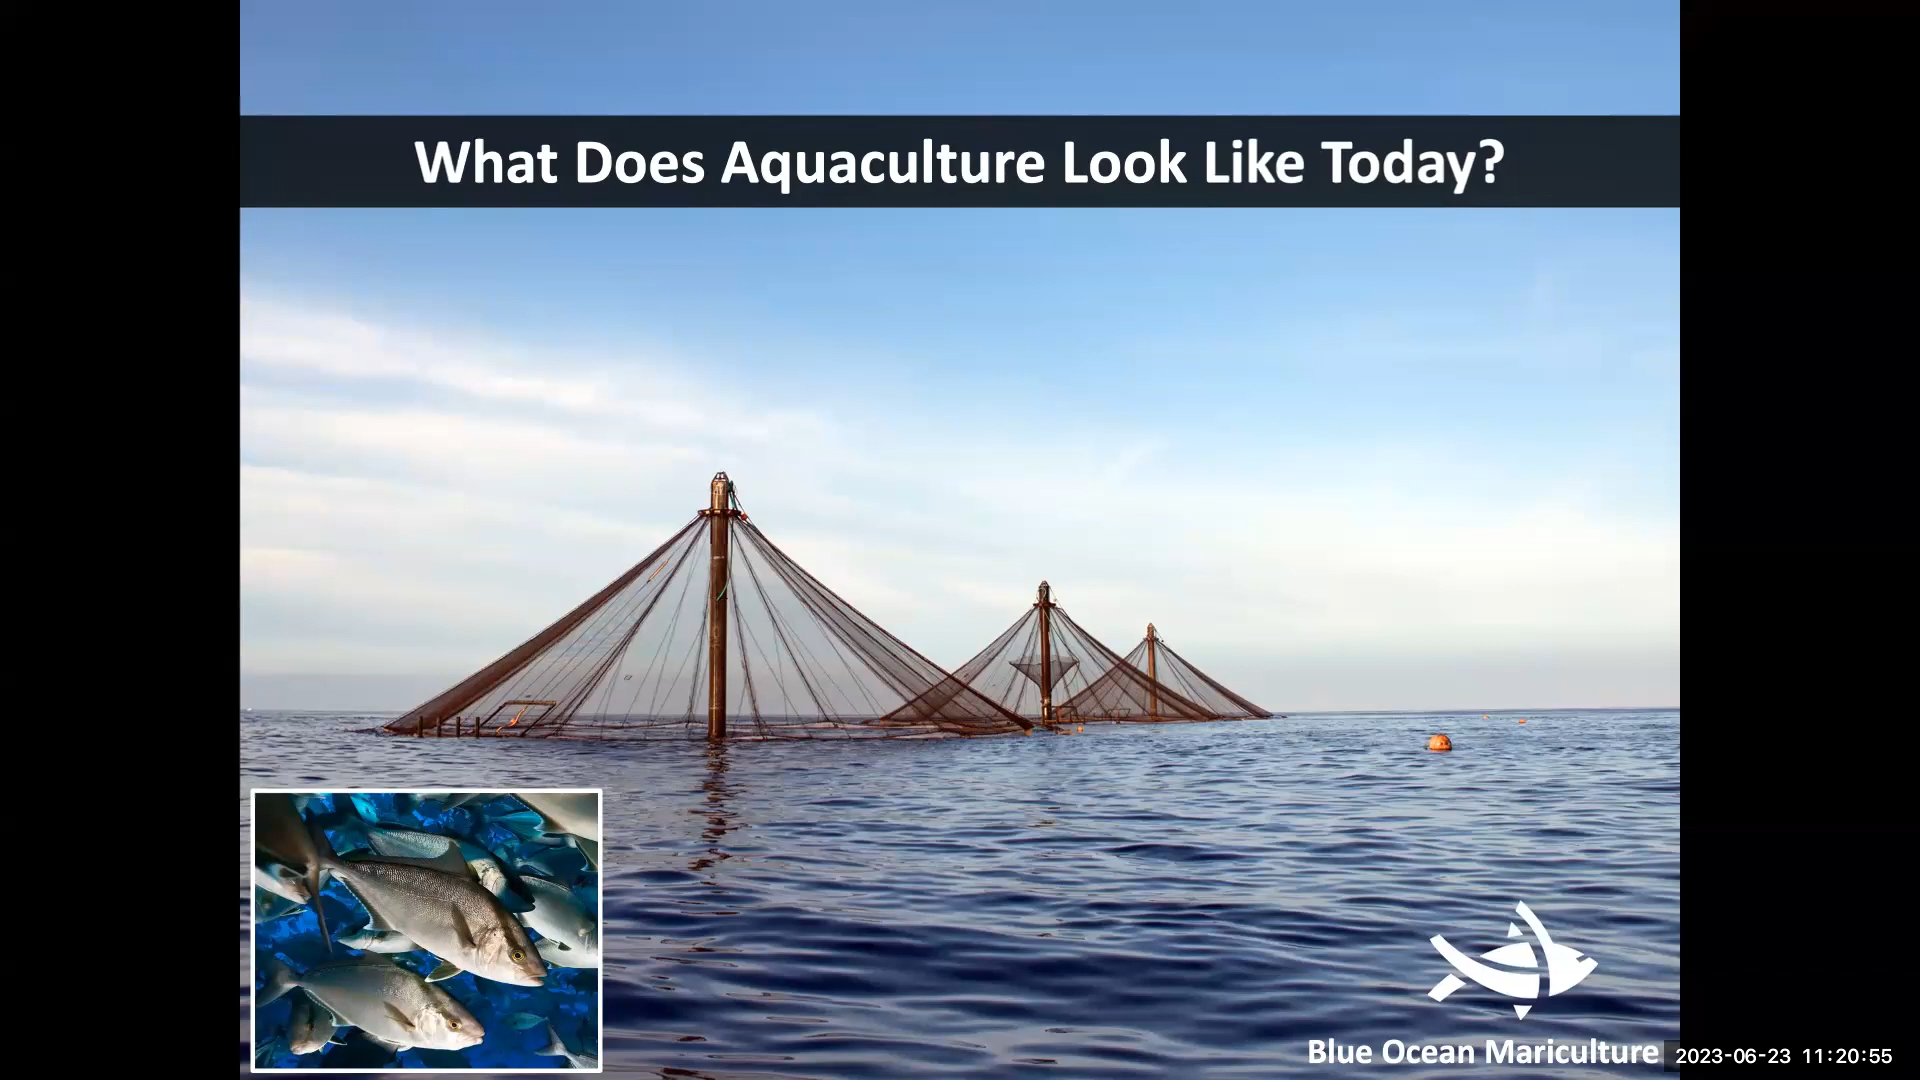 What Does Aquaculture Look Like Today?
Blue Ocean Mariculture
2023-06-23 11:20:55